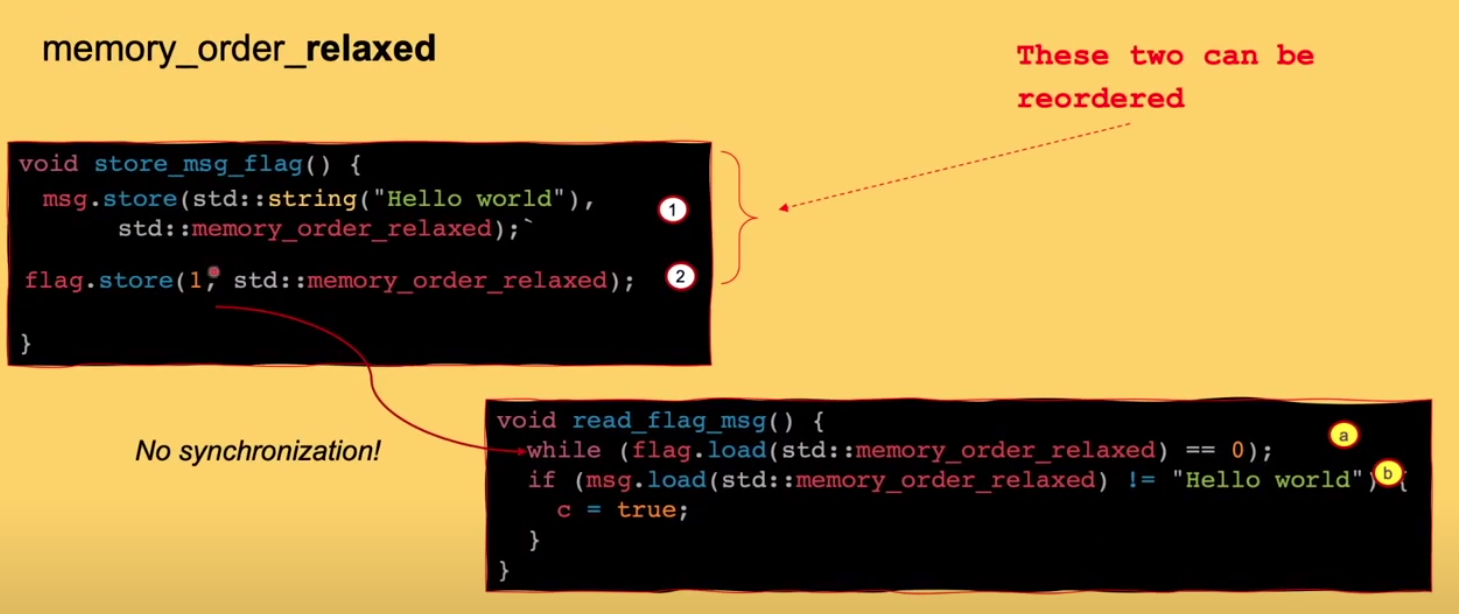 memory_order_relaxed
These two can be
reordered
void store_msg_flag() {
msg.store(std::string("Hello world"),
std::memory_order_relaxed);`
1
flag.store(1, std::memory_order_relaxed);
2
}
No synchronization!
void read_flag_msg() {
while (flag.load(std::memory_order_relaxed) == 0);
a
if (msg.load(std::memory_order_relaxed) != "Hello world") {
b
c = true;
}
}